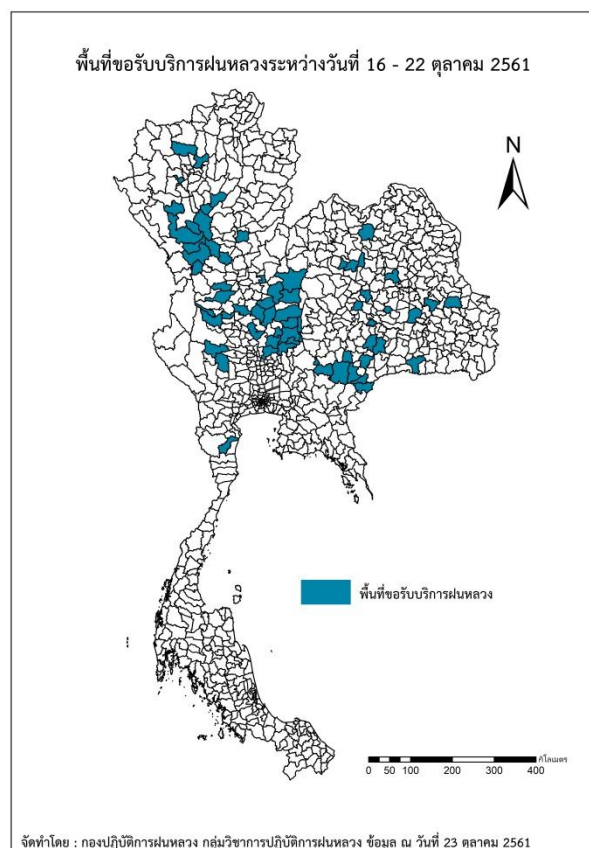 พื้นที่ขอรับบริการฝนหลวงระหว่างวันที่ 16 - 22 ตุลาคม 2561
N
พื้นที่ขอรับบริการฝนหลวง
กิโลเมตร
0 50 100 200 300 400
จัดทำโดย : กองปฏิบัติการฝนหลวง กลุ่มวิชาการปฏิบัติการฝนหลวง ข้อมูล ณ วันที่ 23 ตุลาคม 2561